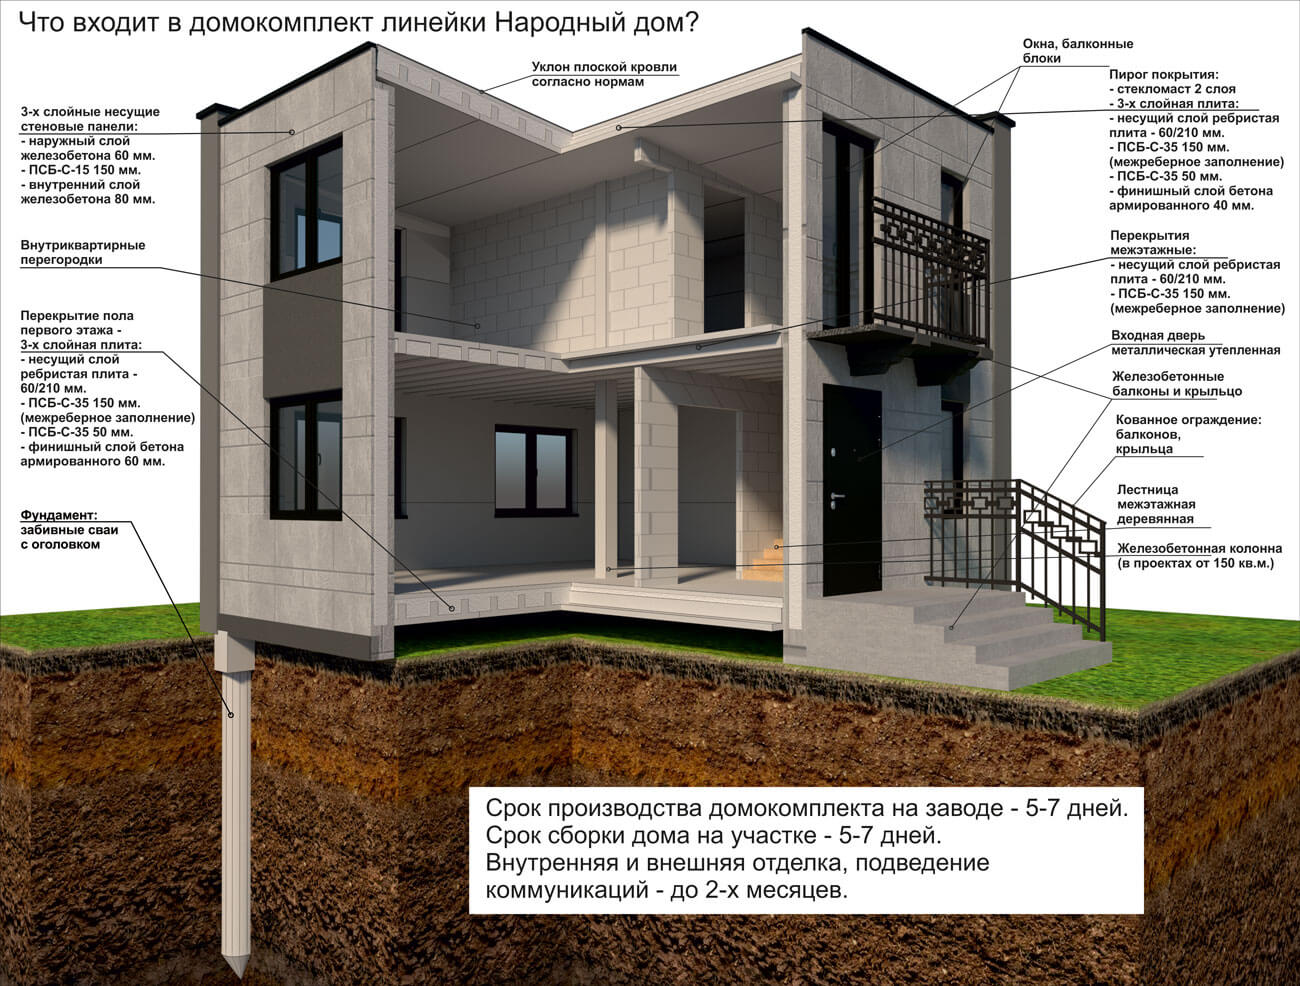 Что входит в домокомплект линейки Народный дом?
Уклон плоской кровли
согласно нормам
3-х слойные несущие
стеновые панели:
- наружный слой
железобетона 60 мм.
- ПСБ-С-15 150 мм.
- внутренний слой
железобетона 80 мм.
Внутриквартирные
перегородки
Перекрытие пола
первого этажа -
3-х слойная плита:
- несущий слой
ребристая плита -
60/210 мм.
- ПСБ-С-35 150 мм.
(межреберное заполнение)
- ПСБ-С-35 50 мм.
- финишный слой бетона
армированного 60 мм.
Фундамент:
забивные сваи
с оголовком
Окна, балконные
блоки
Пирог покрытия:
- стекломаст 2 слоя
- 3-х слойная плита:
- несущий слой ребристая
плита - 60/210 мм.
- ПСБ-С-35 150 мм.
(межреберное заполнение)
- ПСБ-С-35 50 мм.
- финишный слой бетона
армированного 40 мм.
Перекрытия
межэтажные:
- несущий слой ребристая
плита - 60/210 мм.
- ПСБ-С-35 150 мм.
(межреберное заполнение)
Входная дверь
металлическая утепленная
Железобетонные
балконы и крыльцо
Кованное ограждение:
балконов,
крыльца
Лестница
межэтажная
деревянная
Железобетонная колонна
(в проектах от 150 кв.м.)
Срок производства домокомплекта на заводе - 5-7 дней.
Срок сборки дома на участке - 5-7 дней.
Внутренняя и внешняя отделка, подведение
коммуникаций - до 2-х месяцев.